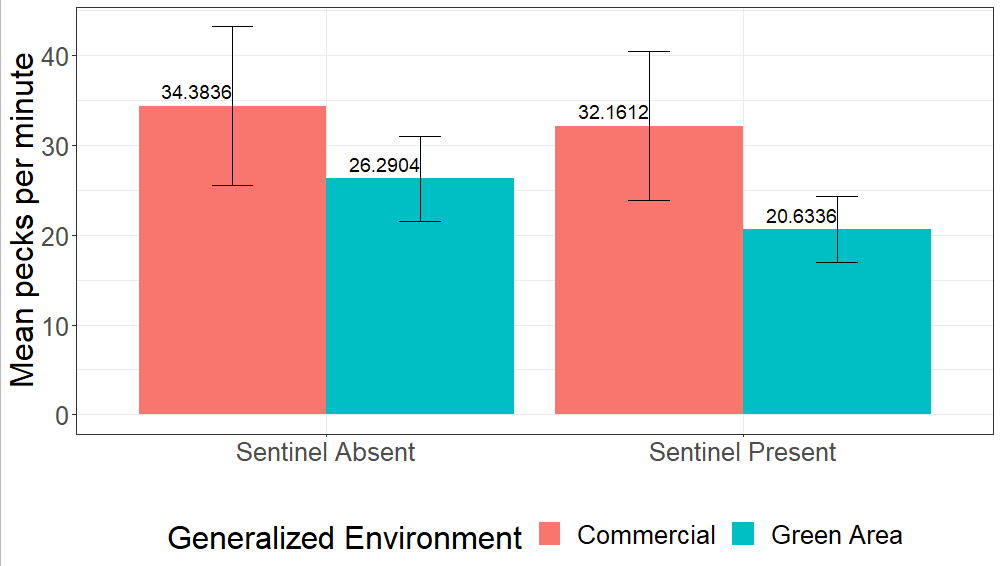 Mean pecks per minute
40
30
20
10
0
34.3836
26.2904
32.1612
20.6336
Sentinel Absent
Sentinel Present
Generalized Environment Commercial Green Area